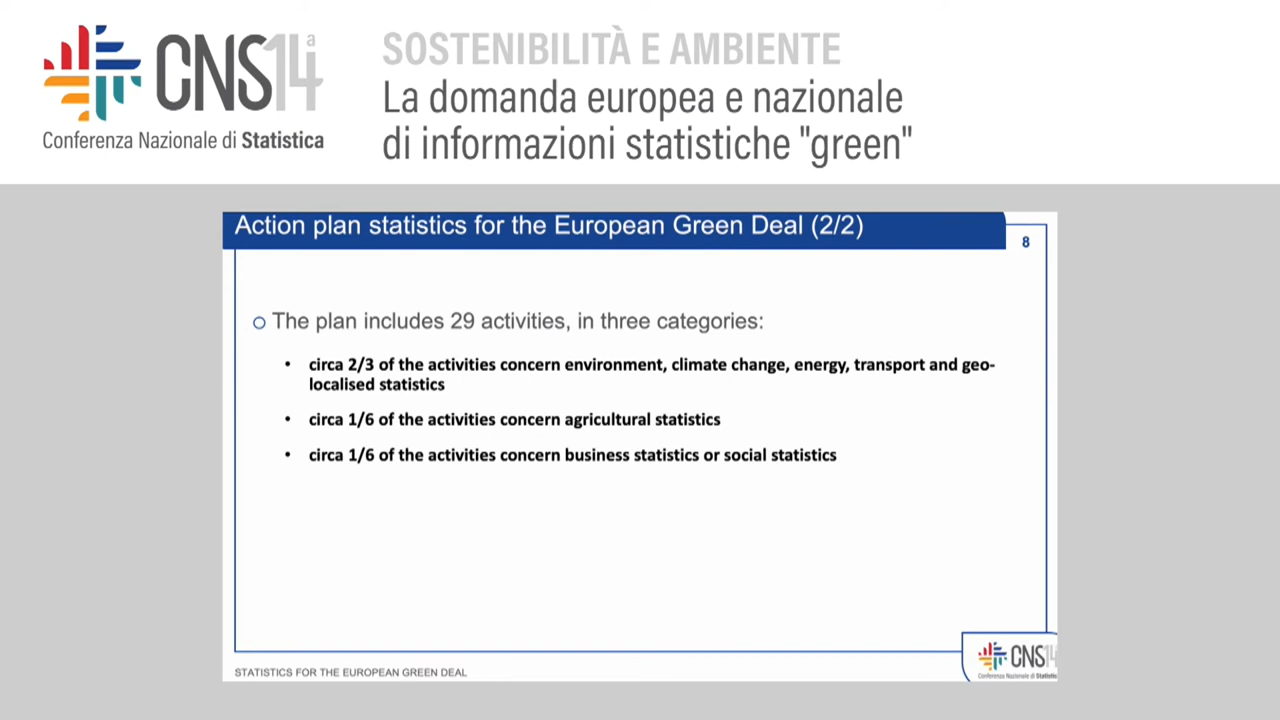 CNS14ª
Conferenza Nazionale di Statistica
SOSTENIBILITÀ E AMBIENTE
La domanda europea e nazionale
di informazioni statistiche "green"
Action plan statistics for the European Green Deal (2/2)
8
The plan includes 29 activities, in three categories:
• circa 2/3 of the activities concern environment, climate change, energy, transport and geo-
localised statistics
• circa 1/6 of the activities concern agricultural statistics
• circa 1/6 of the activities concern business statistics or social statistics
STATISTICS FOR THE EUROPEAN GREEN DEAL
CNS14
Conferenza Nazionale di Statistic